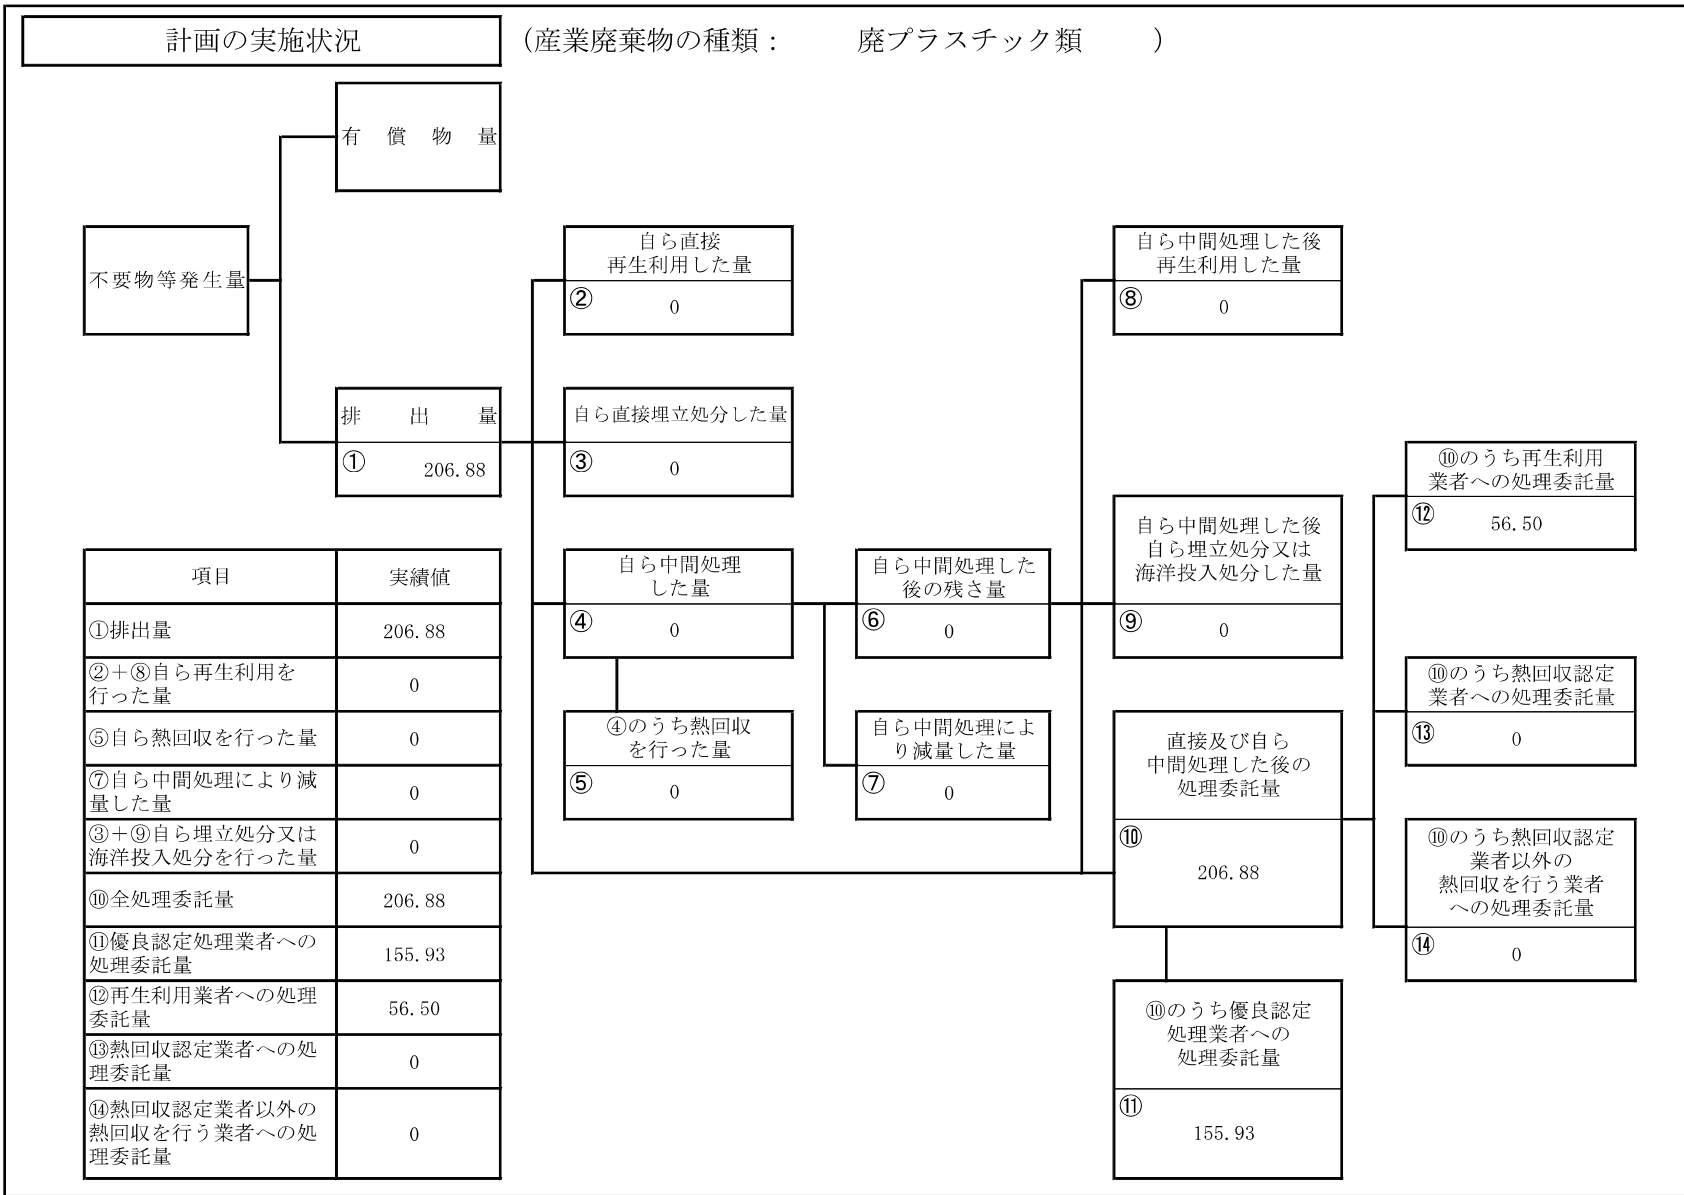 計画の実施状況
（産業廃棄物の種類： 廃プラスチック類 ）
有償物量
不要物等発生量
排出量
① 206.88
自ら直接
再生利用した量
② 0
自ら直接埋立処分した量
③ 0
自ら中間処理
した量
④ 0
④のうち熱回収
を行った量
⑤ 0
自ら中間処理した
後の残さ量
⑥ 0
自ら中間処理によ
り減量した量
⑦ 0
自ら中間処理した後
再生利用した量
⑧ 0
自ら中間処理した後
自ら埋立処分又は
海洋投入処分した量
⑨ 0
直接及び自ら
中間処理した後の
処理委託量
⑩
206.88
⑩のうち優良認定
処理業者への
処理委託量
⑪
155.93
⑩のうち再生利用
業者への処理委託量
⑫ 56.50
⑩のうち熱回収認定
業者への処理委託量
⑬ 0
⑩のうち熱回収認定
業者以外の
熱回収を行う業者
への処理委託量
⑭ 0
項目 実績値
①排出量 206.88
②＋⑧自ら再生利用を
行った量 0
⑤自ら熱回収を行った量 0
⑦自ら中間処理により減
量した量 0
③＋⑨自ら埋立処分又は
海洋投入処分を行った量 0
⑩全処理委託量 206.88
⑪優良認定処理業者への
処理委託量 155.93
⑫再生利用業者への処理
委託量 56.50
⑬熱回収認定業者への処
理委託量 0
⑭熱回収認定業者以外の
熱回収を行う業者への処
理委託量 0